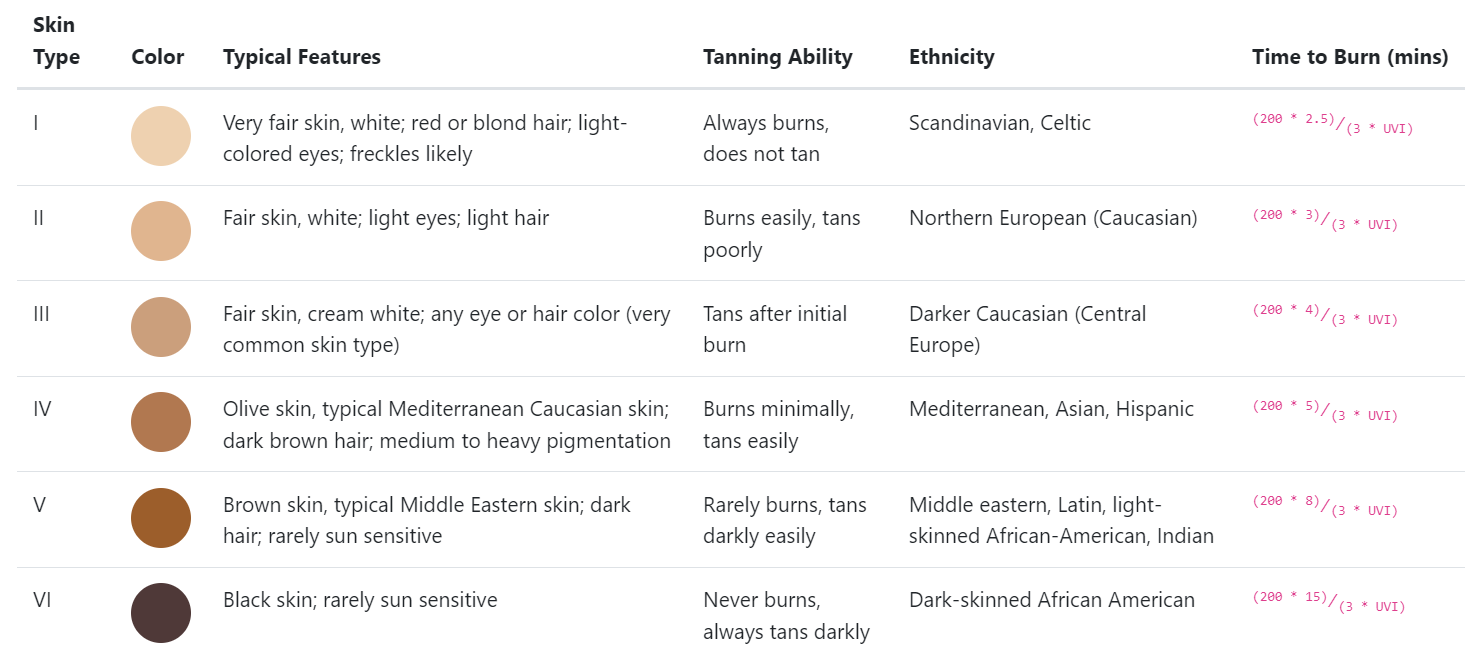 Skin Type Color Typical Features Tanning Ability Ethnicity Time to Burn (mins)
I Very fair skin, white; red or blond hair; light-colored eyes; freckles likely Always burns, does not tan Scandinavian, Celtic (200 * 2.5)/(3 * UVI)
II Fair skin, white; light eyes; light hair Burns easily, tans poorly Northern European (Caucasian) (200 * 3)/(3 * UVI)
III Fair skin, cream white; any eye or hair color (very common skin type) Tans after initial burn Darker Caucasian (Central Europe) (200 * 4)/(3 * UVI)
IV Olive skin, typical Mediterranean Caucasian skin; dark brown hair; medium to heavy pigmentation Burns minimally, tans easily Mediterranean, Asian, Hispanic (200 * 5)/(3 * UVI)
V Brown skin, typical Middle Eastern skin; dark hair; rarely sun sensitive Rarely burns, tans darkly easily Middle eastern, Latin, light-skinned African-American, Indian (200 * 8)/(3 * UVI)
VI Black skin; rarely sun sensitive Never burns, always tans darkly Dark-skinned African American (200 * 15)/(3 * UVI)